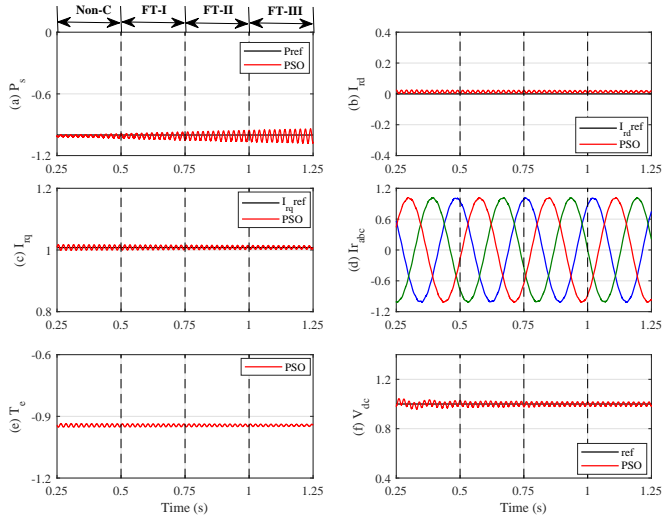 Non-C FT-I FT-II FT-III
0
-0.6
-1.2
(a) P_s
Pref
PSO
0.25 0.5 0.75 1 1.25
-0.4
0
0.4
(b) I_rd
I_rd ref
PSO
0.25 0.5 0.75 1 1.25
1.2
1
0.8
(c) I_rq
I_rq ref
PSO
0.25 0.5 0.75 1 1.25
1.2
0.6
0
-0.6
-1.2
(d) Ir_abc
0.25 0.5 0.75 1 1.25
-0.6
-0.9
-1.2
(e) T_e
PSO
0.25 0.5 0.75 1 1.25
Time (s)
1.2
0.8
0.4
(f) V_dc
ref
PSO
0.25 0.5 0.75 1 1.25
Time (s)